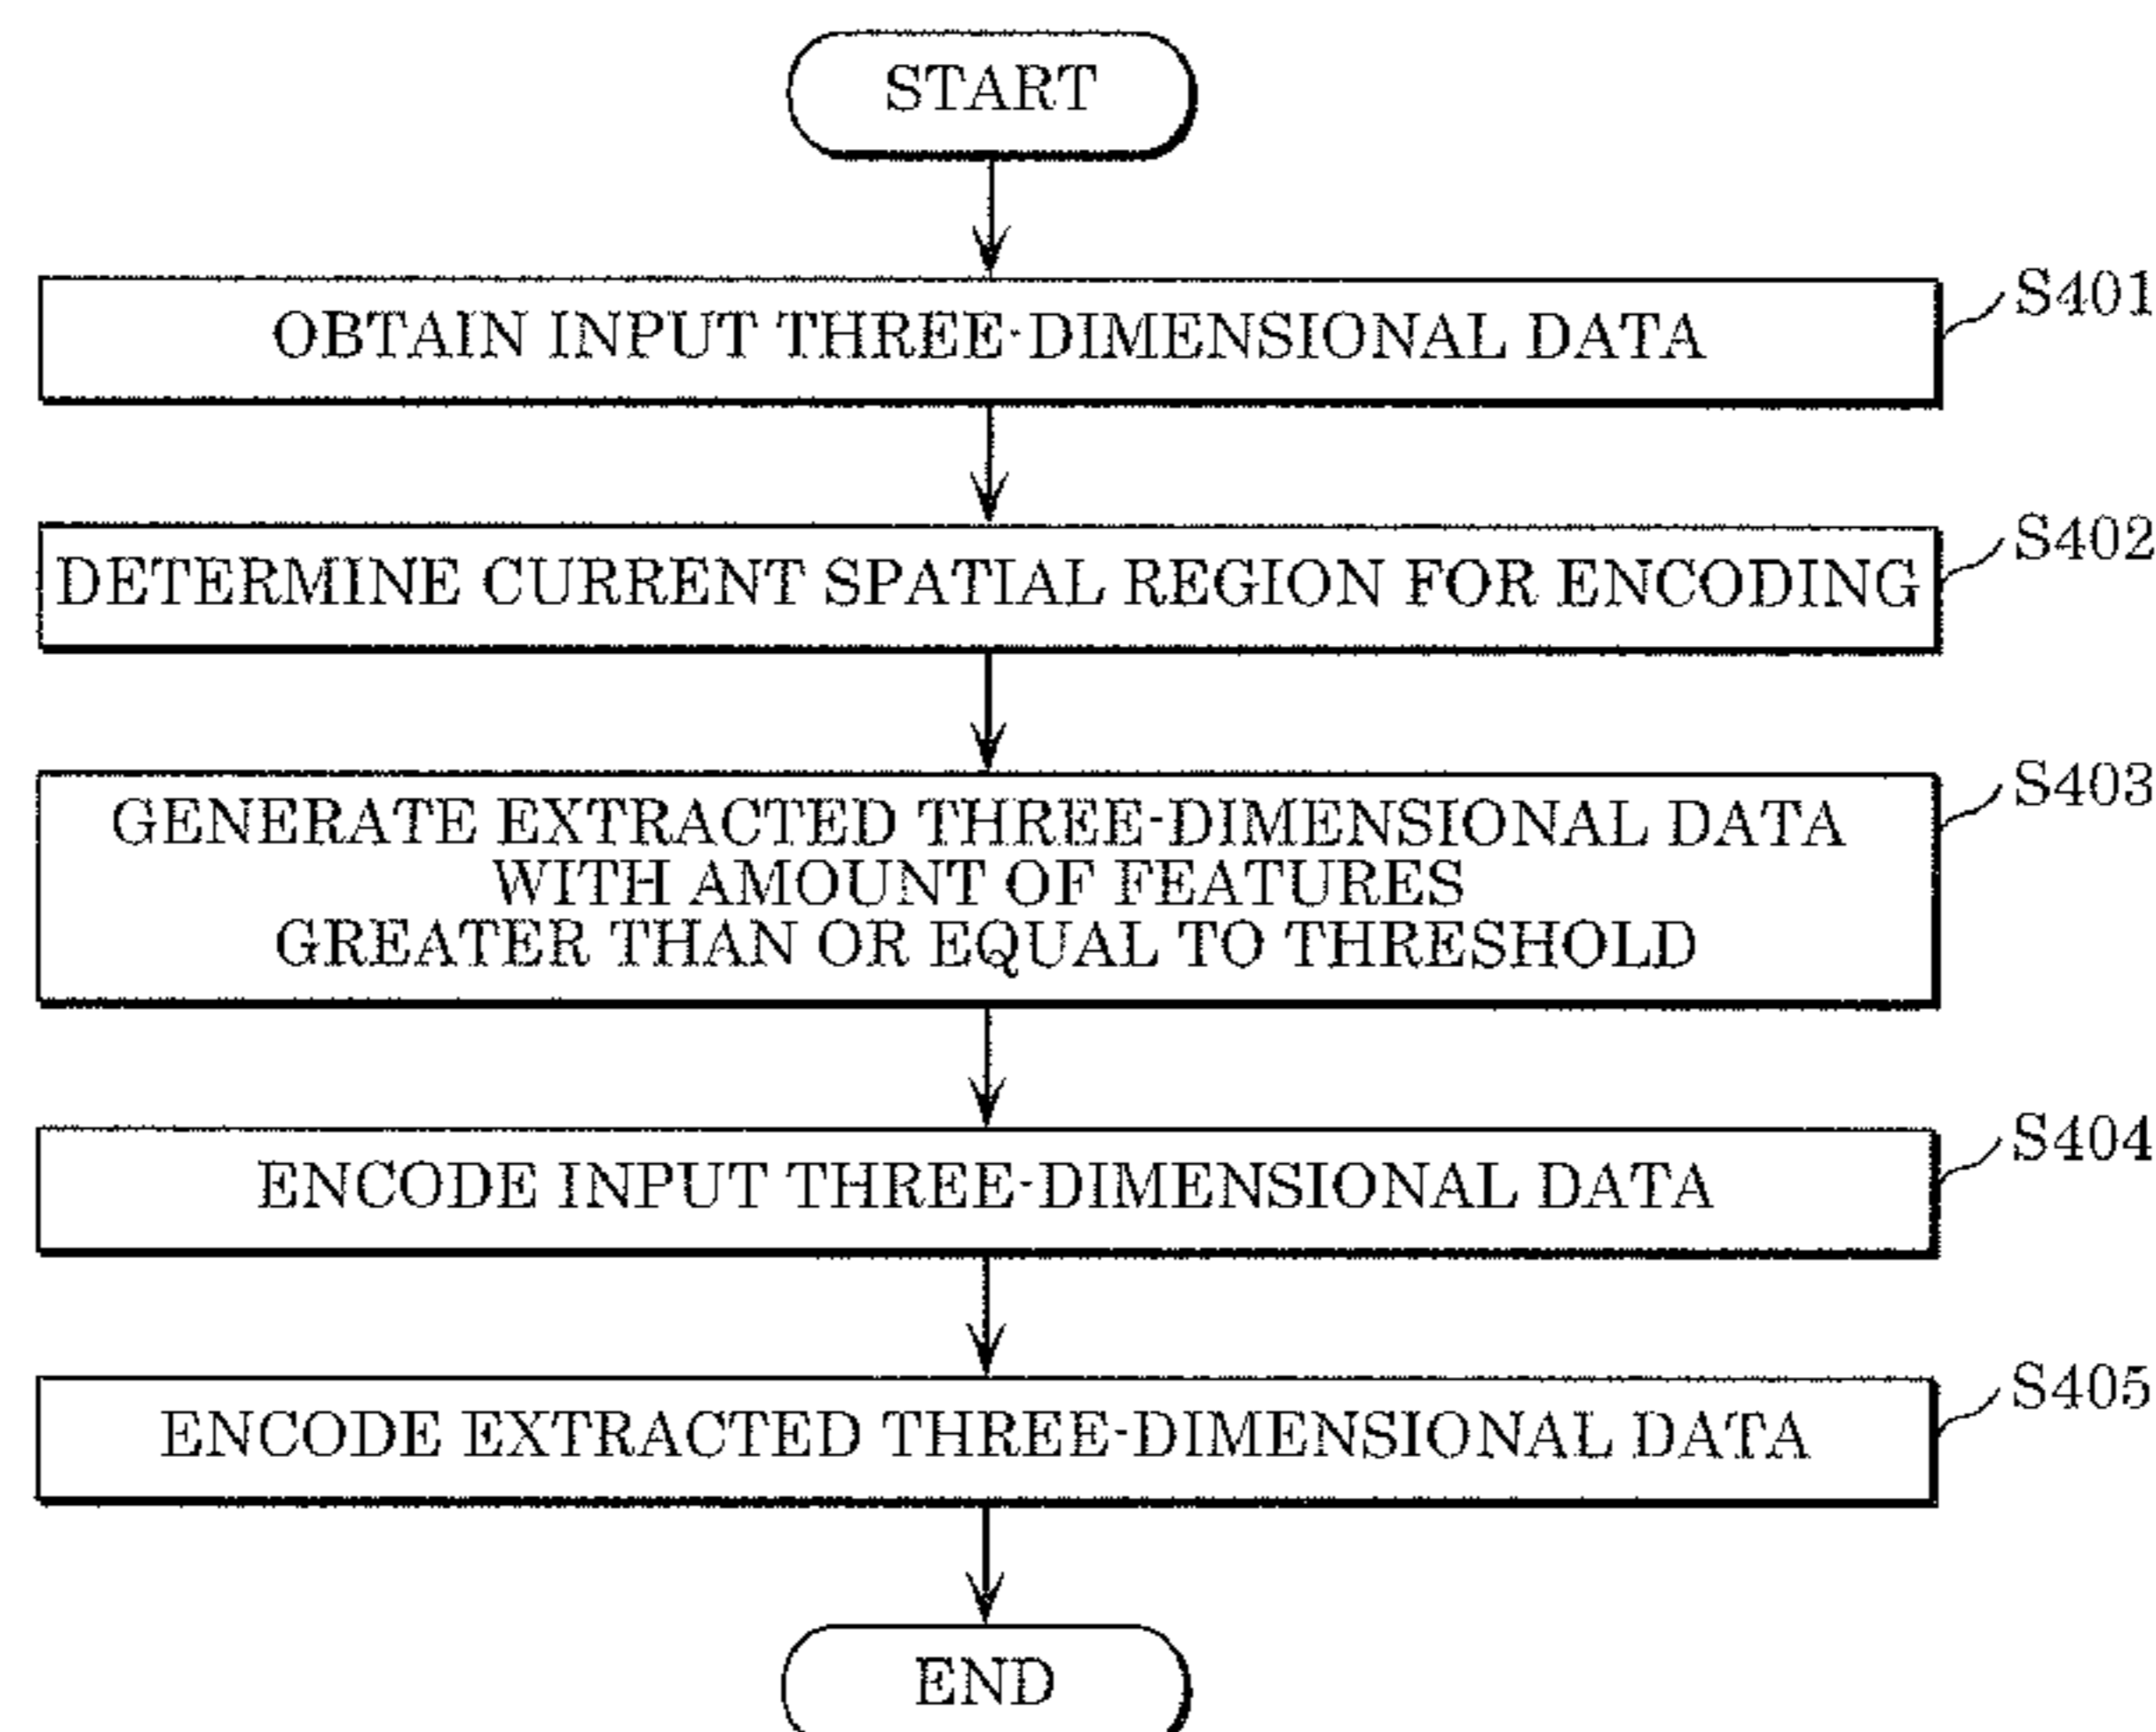 START
OBTAIN INPUT THREE-DIMENSIONAL DATA
S401
DETERMINE CURRENT SPATIAL REGION FOR ENCODING
S402
GENERATE EXTRACTED THREE-DIMENSIONAL DATA
WITH AMOUNT OF FEATURES
GREATER THAN OR EQUAL TO THRESHOLD
S403
ENCODE INPUT THREE-DIMENSIONAL DATA
S404
ENCODE EXTRACTED THREE-DIMENSIONAL DATA
S405
END